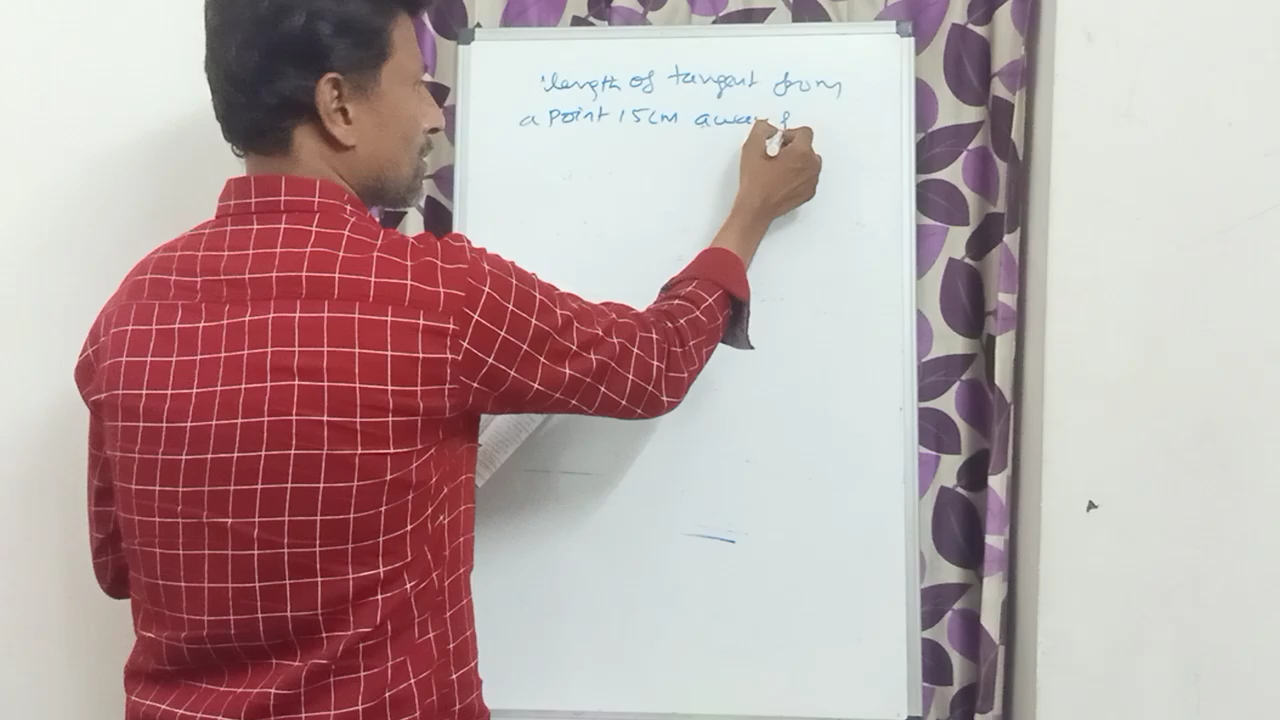 length of tangent from
a point 15cm away f